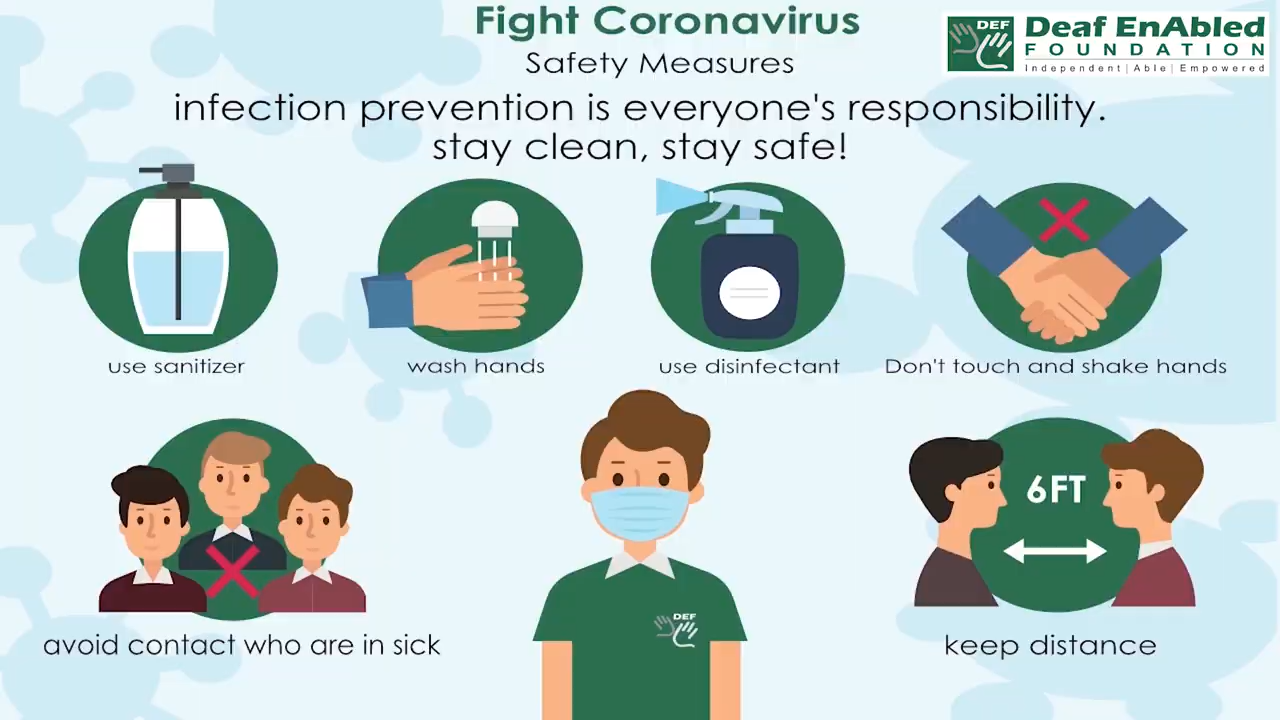 Fight Coronavirus
Safety Measures
infection prevention is everyone's responsibility.
stay clean, stay safe!
DEF
Deaf EnAbled
FOUNDATION
Independent | Able | Empowered
use sanitizer
wash hands
use disinfectant
Don't touch and shake hands
6FT
DEF
avoid contact who are in sick
keep distance